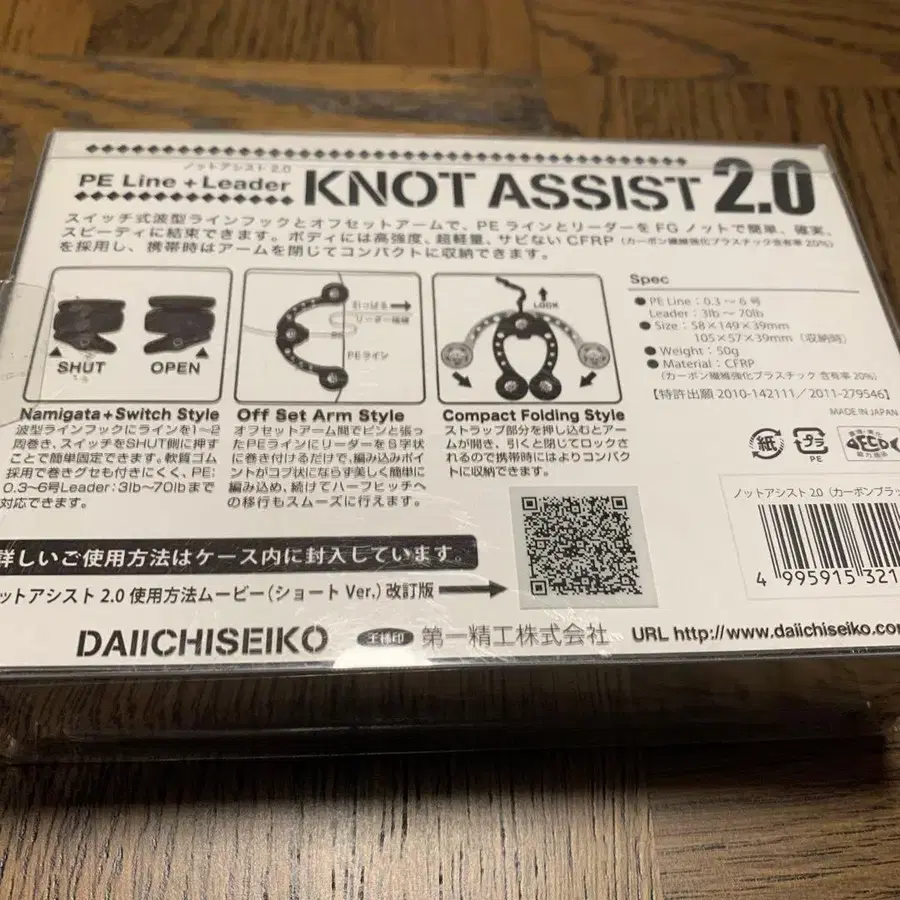 ノットアシスト 2.0
PE Line + Leader KNOT ASSIST 2.0
スイッチ式波型ラインフックとオフセットアームで、PEラインとリーダーをFGノットで簡単、確実、
スピーディに結束できます。ボディには高強度、超軽量、サビないCFRP（カーボン繊維強化プラスチック含有率20%）
を採用し、携帯時はアームを閉じてコンパクトに収納できます。
SHUT
OPEN
Namigata+Switch Style
波型ラインフックにラインを1〜2
周巻き、スイッチをSHUT側に押す
ことで簡単固定できます。軟質ゴム
採用で巻きグセも付きにくく、PE:
0.3〜6号Leader:3lb〜70lbまで
対応できます。
引っぱる
リーダー
PEライン
Off Set Arm Style
オフセットアーム間でピンと張っ
たPEラインにリーダーを8字状
に巻き付けるだけで、編み込みポイ
ントがコブ状にならず美しく簡単に
編み込め、続けてハーフヒッチへ
の移行もスムーズに行えます。
LOCK
Compact Folding Style
ストラップ部分を押し込むとアー
ムが開き、引くと閉じてロックさ
れるので携帯時にはよりコンパク
トに収納できます。
Spec
● PE Line : 0.3 〜 6 号
Leader : 3lb 〜 70lb
● Size : 58×149×39mm
105×57×39mm（収納時）
● Weight : 50g
● Material : CFRP
（カーボン繊維強化プラスチック 含有率 20%）
【特許出願 2010-142111／2011-279546】
MADE IN JAPAN
紙
プラ
PE
ノットアシスト 2.0（カーボンブラッ
4 995915 321
詳しいご使用方法はケース内に封入しています。
ットアシスト 2.0 使用方法ムービー（ショート Ver.）改訂版
DAIICHISEIKO 王様印 第一精工株式会社 URL http://www.daiichiseiko.com